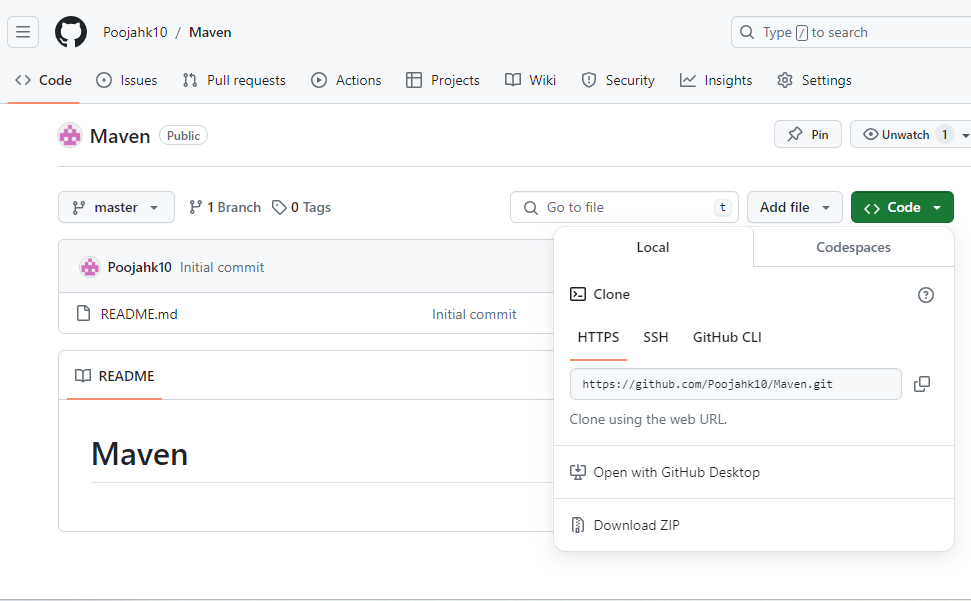 Poojahk10 / Maven
Type / to search
Code Issues Pull requests Actions Projects Wiki Security Insights Settings
Maven Public
Pin Unwatch 1
master 1 Branch 0 Tags Go to file t Add file Code
Local Codespaces
Poojahk10 Initial commit
Clone
README.md Initial commit
HTTPS SSH GitHub CLI
README
https://github.com/Poojahk10/Maven.git
Clone using the web URL.
Maven
Open with GitHub Desktop
Download ZIP